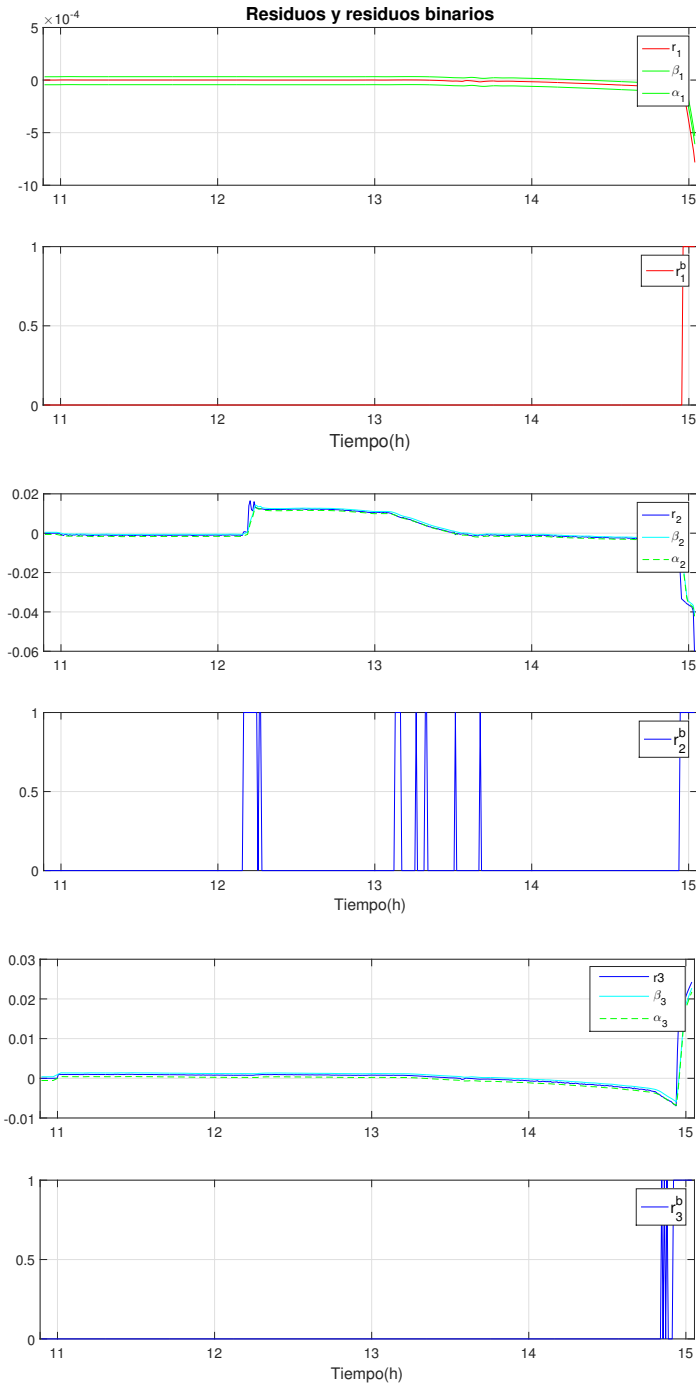 Residuos y residuos binarios
×10⁻⁴
5
0
-5
-10
11 12 13 14 15
r₁
β₁
α₁
1
0.5
0
11 12 13 14 15
r₁ᵇ
Tiempo(h)
0.02
0
-0.02
-0.04
-0.06
11 12 13 14 15
r₂
β₂
α₂
1
0.5
0
11 12 13 14 15
r₂ᵇ
Tiempo(h)
0.03
0.02
0.01
0
-0.01
11 12 13 14 15
r3
β₃
α₃
1
0.5
0
11 12 13 14 15
r₃ᵇ
Tiempo(h)